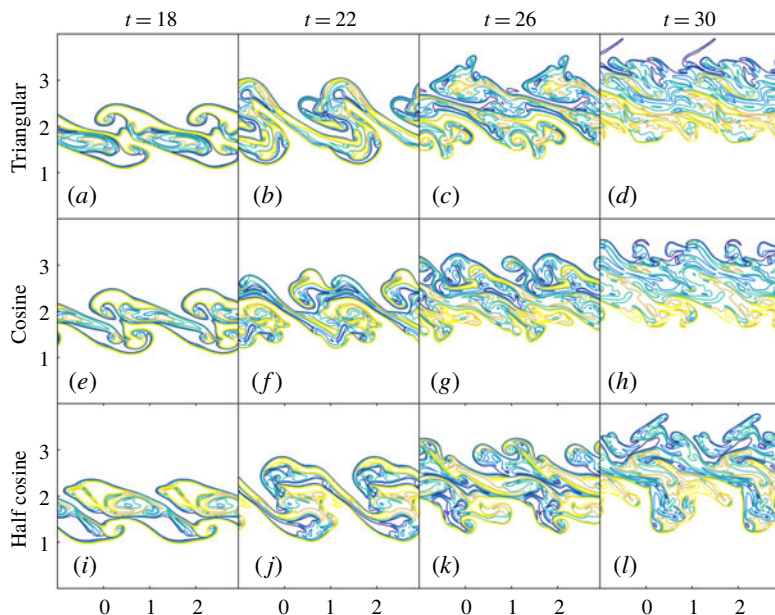 t = 18 t = 22 t = 26 t = 30
Triangular
3
2
1
(a) (b) (c) (d)
Cosine
3
2
1
(e) (f) (g) (h)
Half cosine
3
2
1
(i) (j) (k) (l)
0 1 2 0 1 2 0 1 2 0 1 2